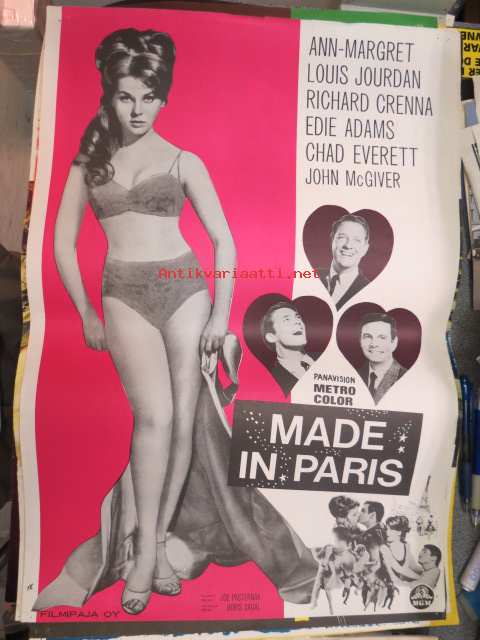 ANN-MARGRET
LOUIS JOURDAN
RICHARD CRENNA
EDIE ADAMS
CHAD EVERETT
JOHN McGIVER
Antikvariaatti.net
PANAVISION
METRO
COLOR
MADE
IN PARIS
JOE PASTERNAK
BORIS SAGAL
MGM
FILMIPAJA OY